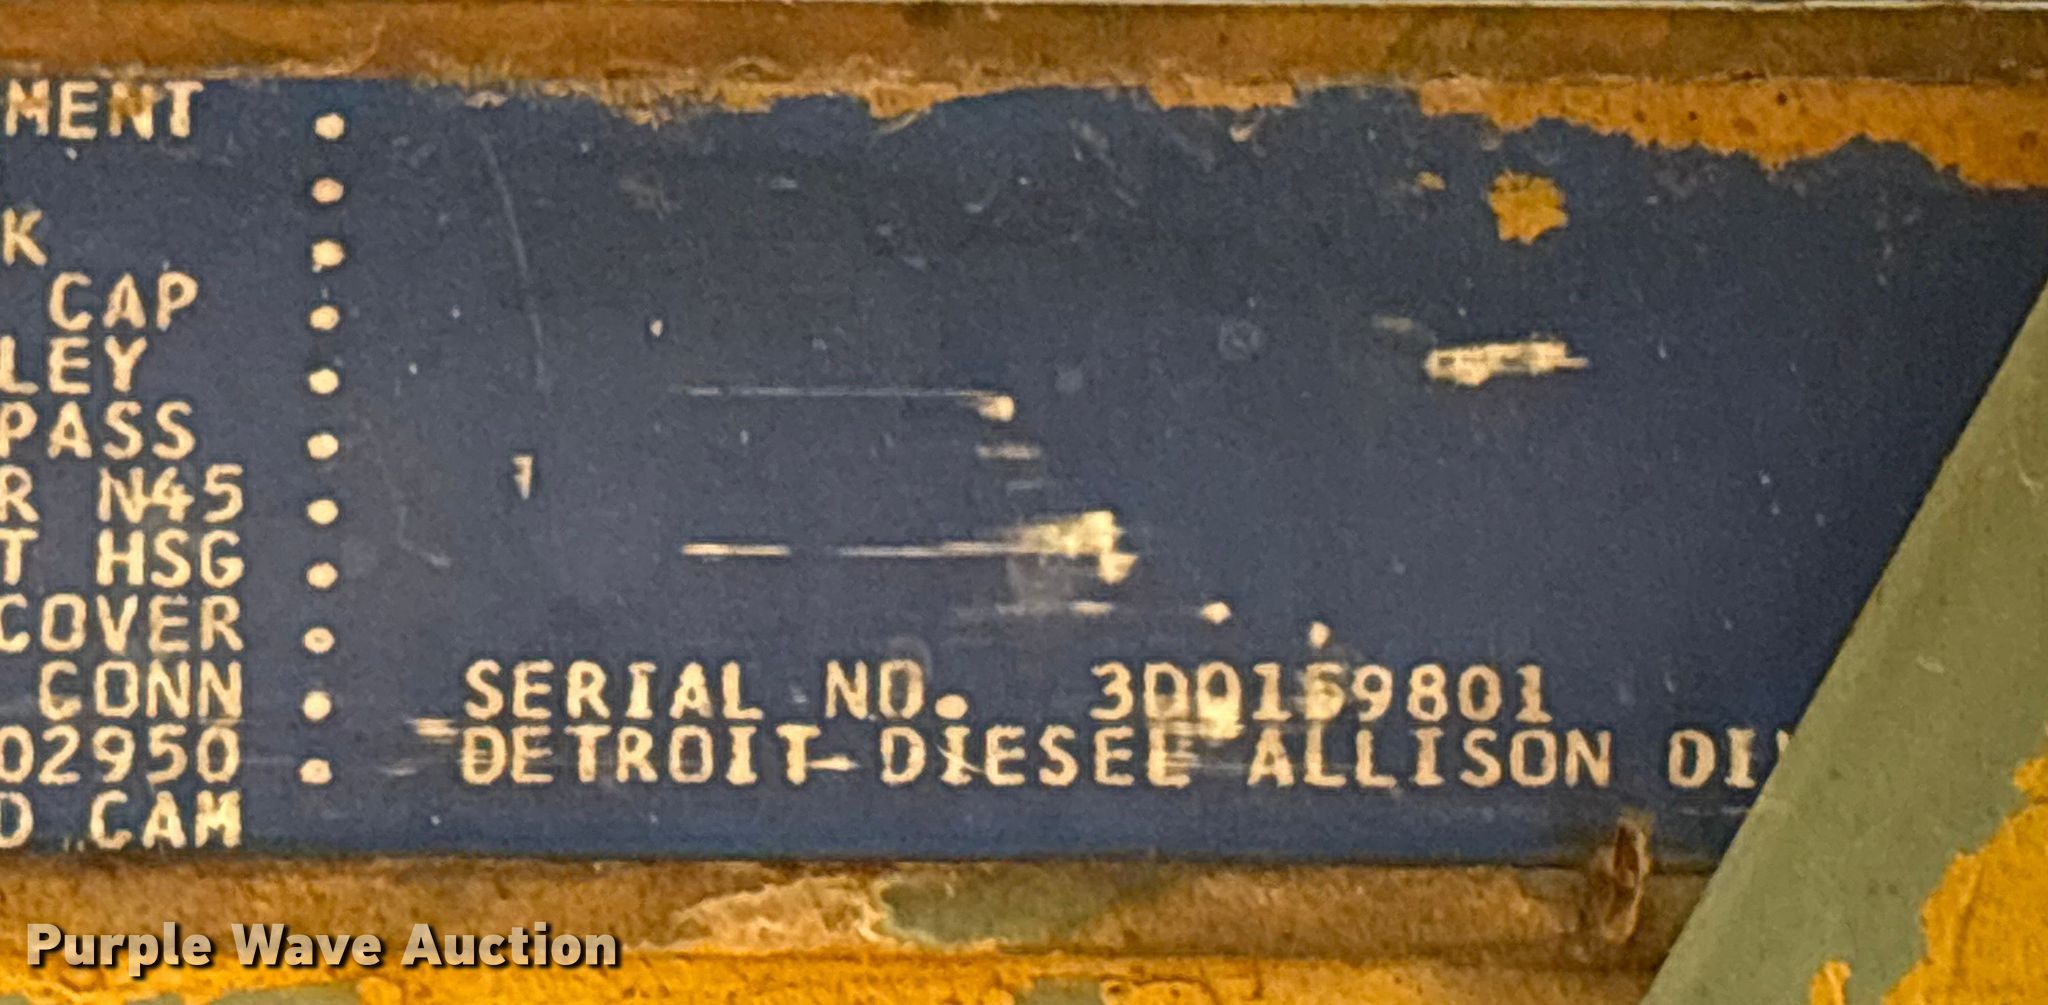 MENT
K
CAP
LEY
PASS
R N45
T HSG
COVER
CONN
02950
D CAM
SERIAL NO. 3D0169801
DETROIT DIESEL ALLISON DI
Purple Wave Auction